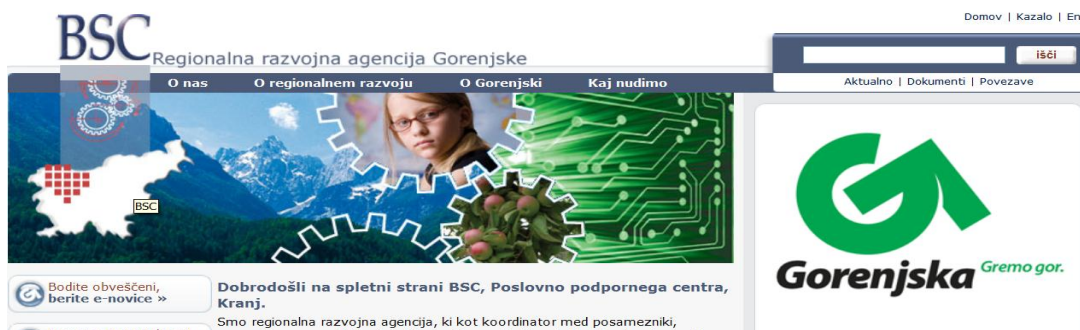 Domov | Kazalo | En
BSC Regionalna razvojna agencija Gorenjske
išči
O nas O regionalnem razvoju O Gorenjski Kaj nudimo
Aktualno | Dokumenti | Povezave
BSC
Gorenjska Gremo gor.
Bodite obveščeni,
berite e-novice »
Dobrodošli na spletni strani BSC, Poslovno podpornega centra,
Kranj.
Smo regionalna razvojna agencija, ki kot koordinator med posamezniki,